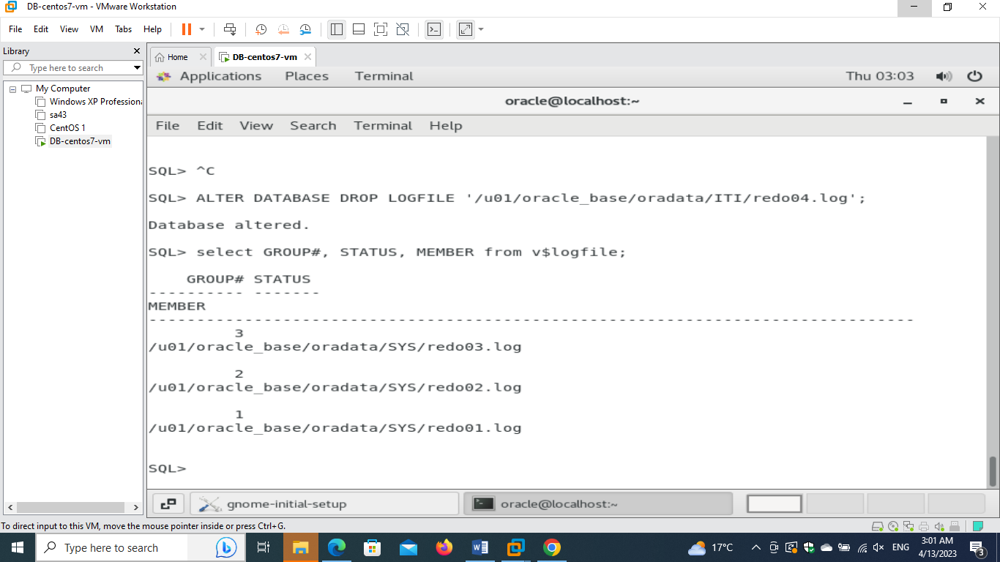 DB-centos7-vm - VMware Workstation
File Edit View VM Tabs Help
Library
Type here to search
My Computer
Windows XP Professiona
sa43
CentOS 1
DB-centos7-vm
Home DB-centos7-vm
Applications Places Terminal Thu 03:03
oracle@localhost:~
File Edit View Search Terminal Help
SQL> ^C
SQL> ALTER DATABASE DROP LOGFILE '/u01/oracle_base/oradata/ITI/redo04.log';
Database altered.
SQL> select GROUP#, STATUS, MEMBER from v$logfile;
GROUP# STATUS
---------- -------
MEMBER
--------------------------------------------------------------------------------
3
/u01/oracle_base/oradata/SYS/redo03.log
2
/u01/oracle_base/oradata/SYS/redo02.log
1
/u01/oracle_base/oradata/SYS/redo01.log
SQL>
gnome-initial-setup oracle@localhost:~
To direct input to this VM, move the mouse pointer inside or press Ctrl+G.
Type here to search 17°C ENG 3:01 AM
4/13/2023 3